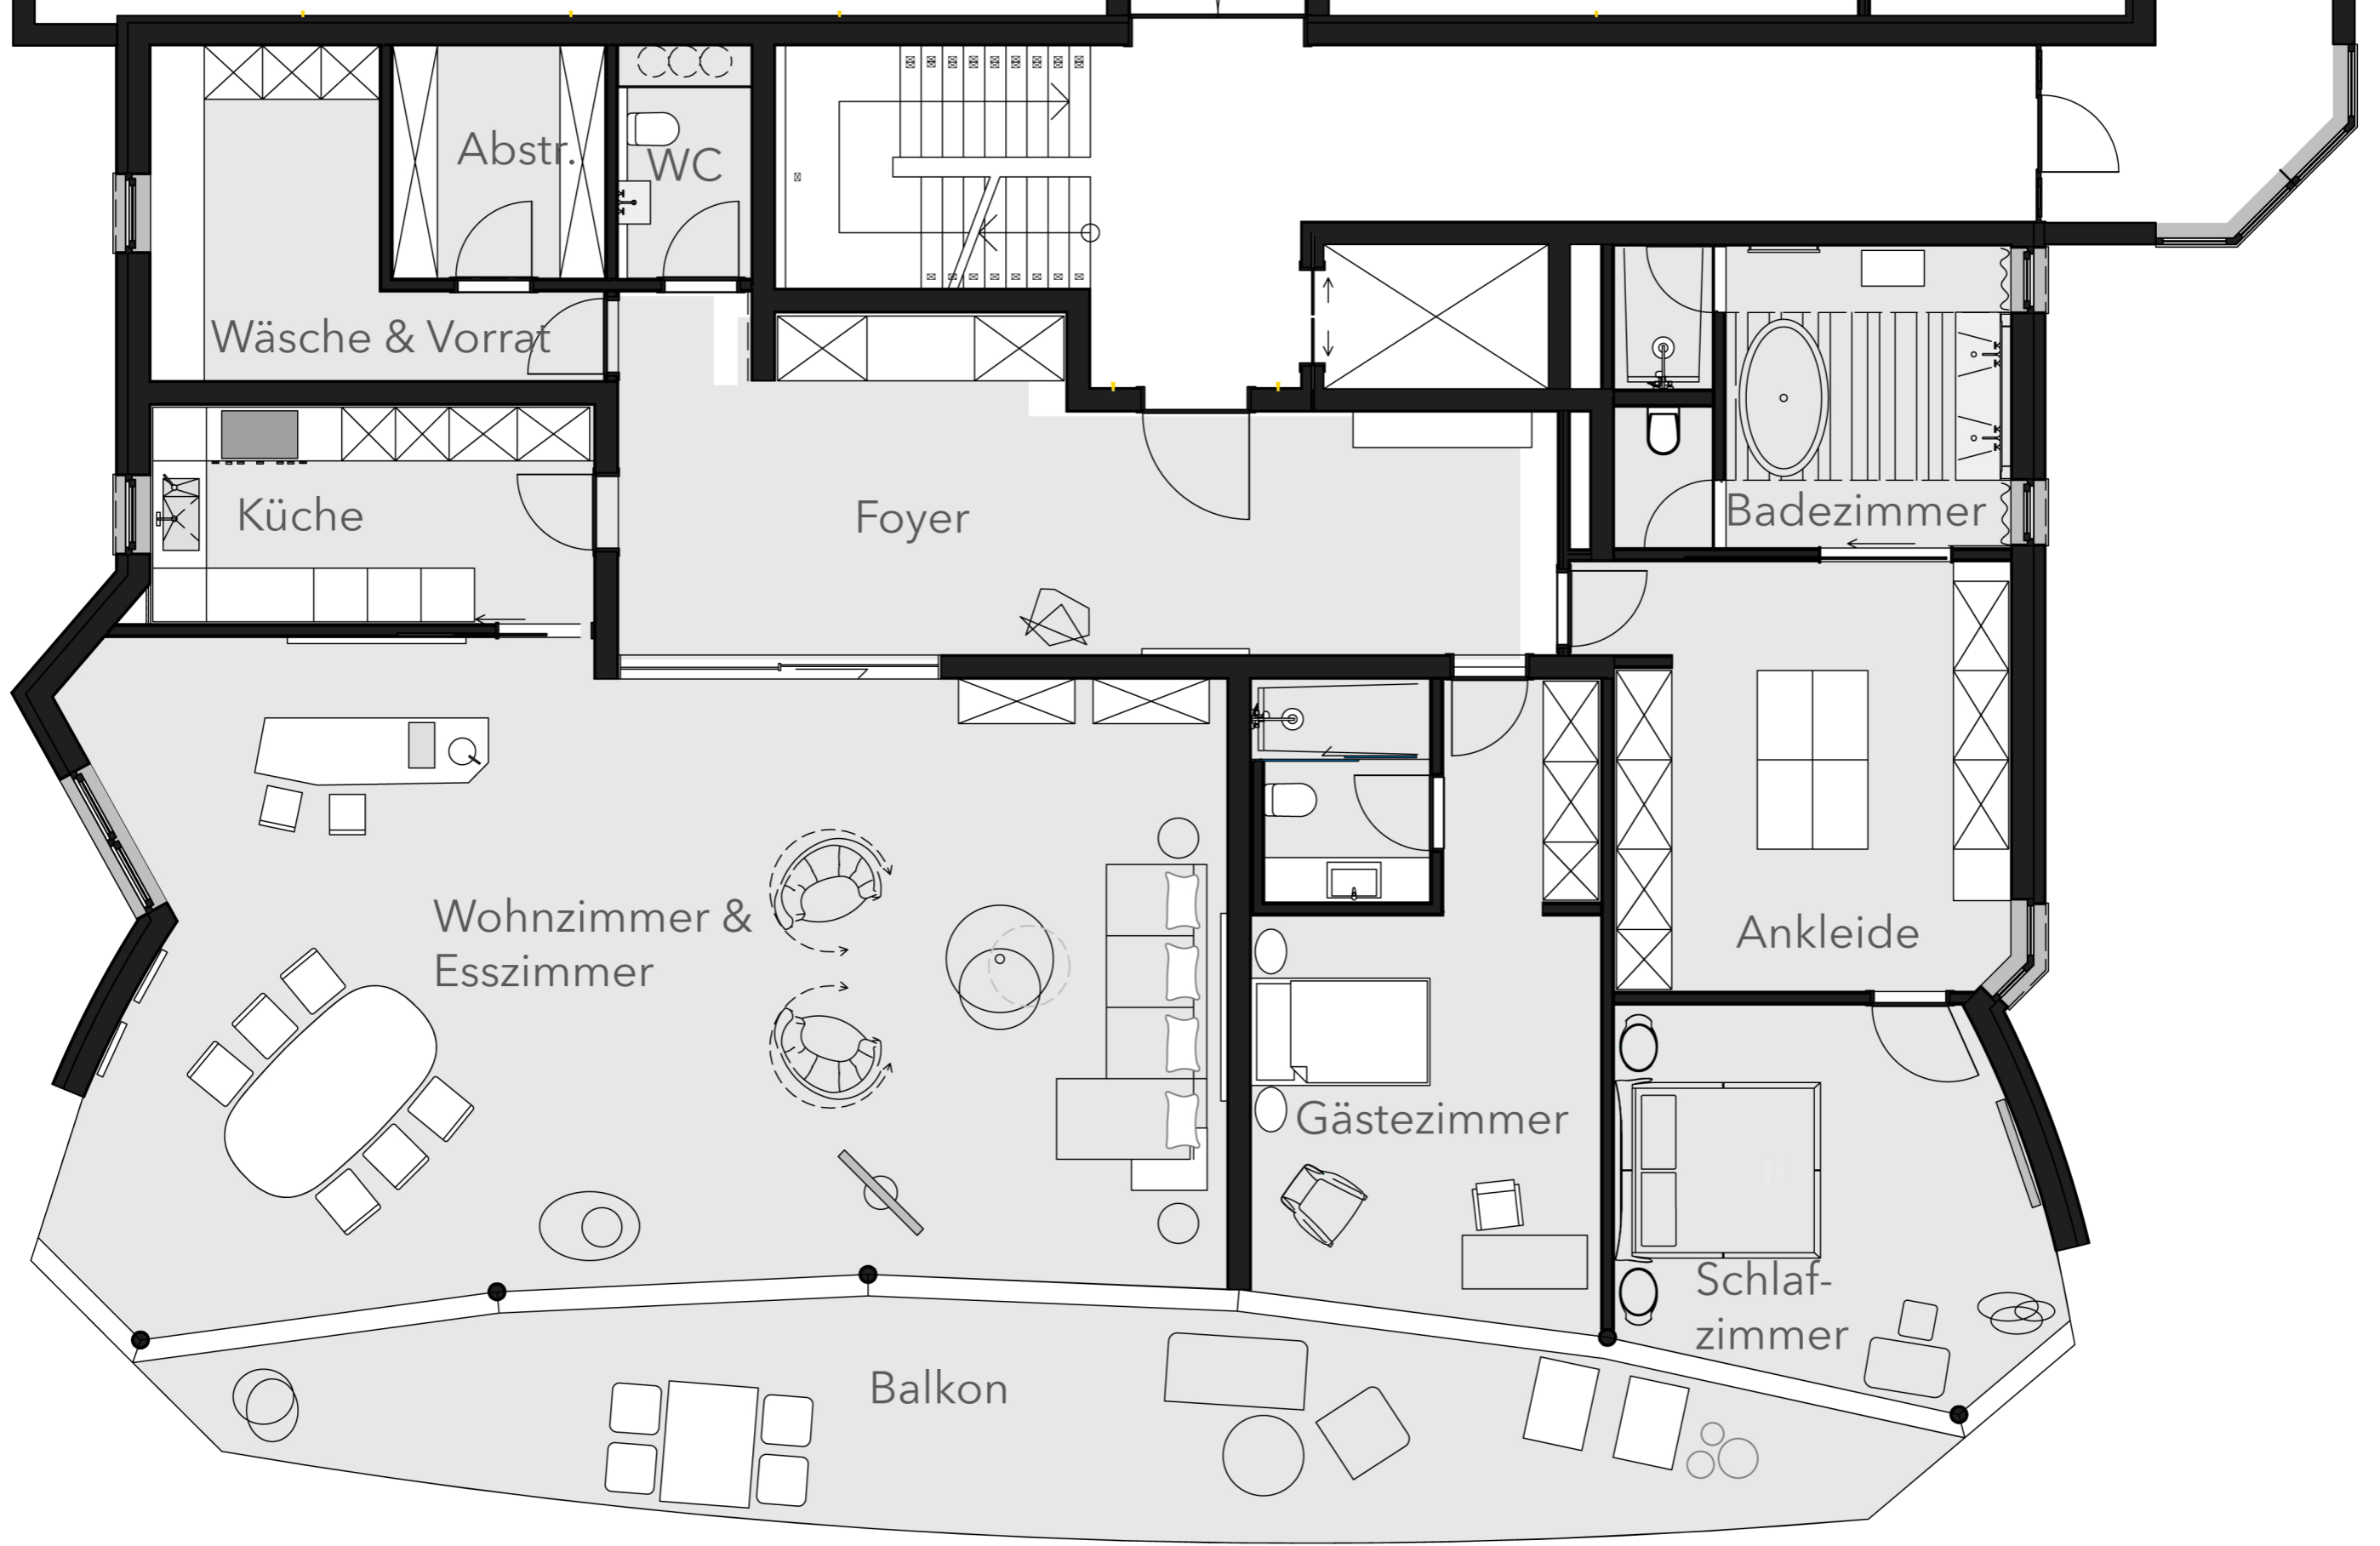 Abstr.
WC
Wäsche & Vorrat
Küche
Foyer
Badezimmer
Wohnzimmer &
Esszimmer
Ankleide
Gästezimmer
Schlaf-
zimmer
Balkon